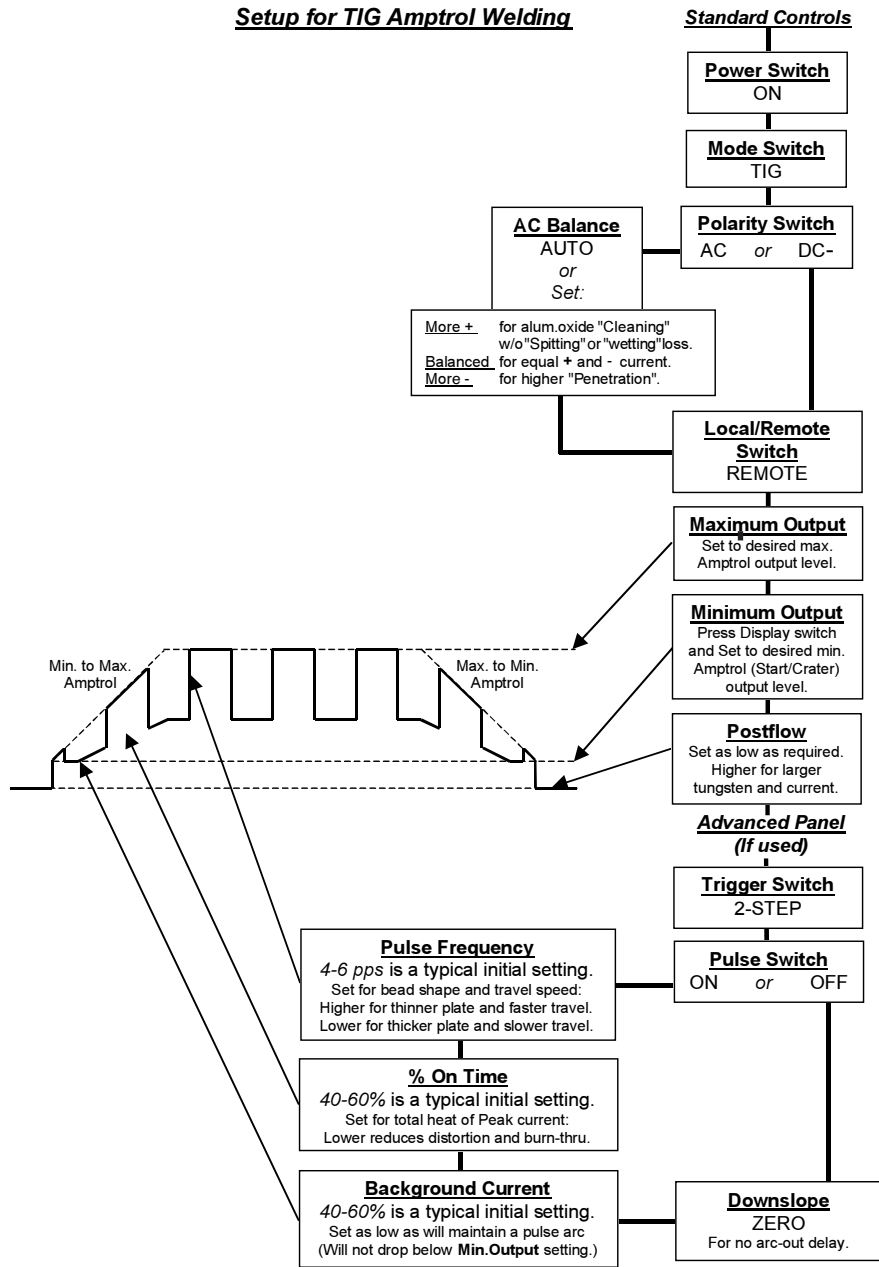 Setup for TIG Amptrol Welding
Standard Controls
Power Switch
ON
Mode Switch
TIG
Polarity Switch
AC or DC-
AC Balance
AUTO
or
Set:
More + for alum.oxide "Cleaning"
w/o "Spitting" or "wetting" loss.
Balanced for equal + and - current.
More - for higher "Penetration".
Local/Remote
Switch
REMOTE
Maximum Output
Set to desired max.
Amptrol output level.
Minimum Output
Press Display switch
and Set to desired min.
Amptrol (Start/Crater)
output level.
Min. to Max.
Amptrol
Max. to Min.
Amptrol
Postflow
Set as low as required.
Higher for larger
tungsten and current.
Advanced Panel
(If used)
Trigger Switch
2-STEP
Pulse Switch
ON or OFF
Pulse Frequency
4-6 pps is a typical initial setting.
Set for bead shape and travel speed:
Higher for thinner plate and faster travel.
Lower for thicker plate and slower travel.
% On Time
40-60% is a typical initial setting.
Set for total heat of Peak current:
Lower reduces distortion and burn-thru.
Background Current
40-60% is a typical initial setting.
Set as low as will maintain a pulse arc
(Will not drop below Min.Output setting.)
Downslope
ZERO
For no arc-out delay.